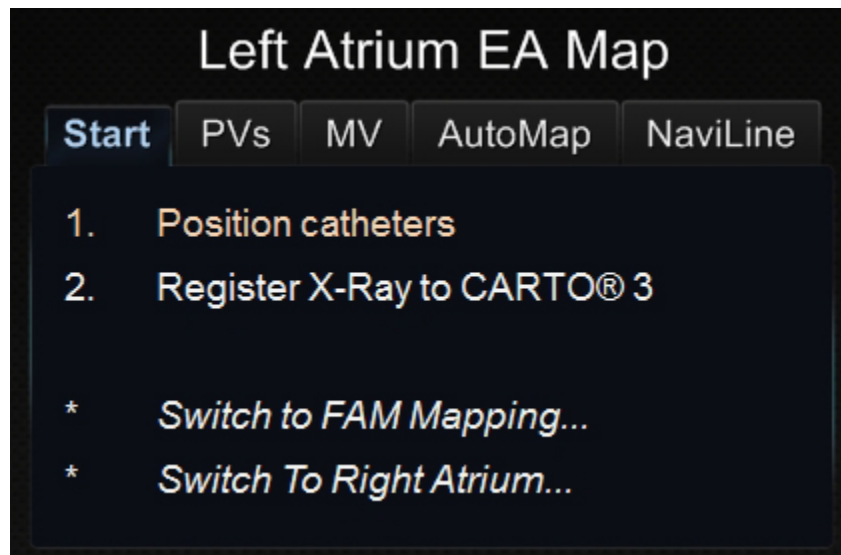 Left Atrium EA Map
Start PVs MV AutoMap NaviLine
1. Position catheters
2. Register X-Ray to CARTO® 3
* Switch to FAM Mapping...
* Switch To Right Atrium...